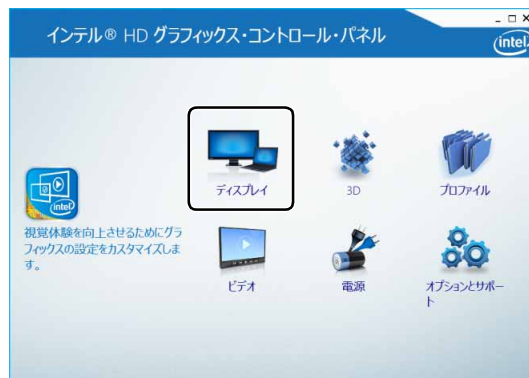 インテル® HD グラフィックス・コントロール・パネル
intel
ディスプレイ
3D
プロファイル
intel
視覚体験を向上させるためにグラ
フィックスの設定をカスタマイズしま
す。
ビデオ
電源
オプションとサポー
ト